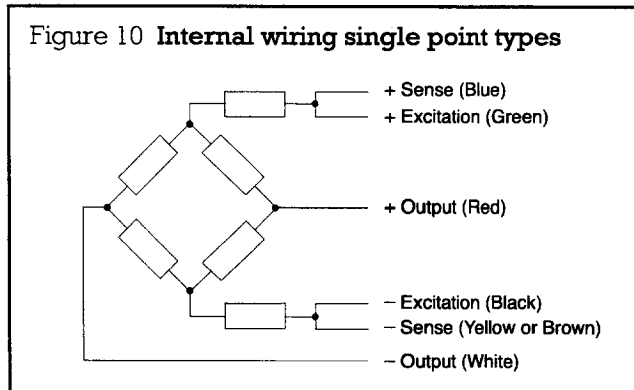 Figure 10 Internal wiring single point types
+ Sense (Blue)
+ Excitation (Green)
+ Output (Red)
− Excitation (Black)
− Sense (Yellow or Brown)
− Output (White)